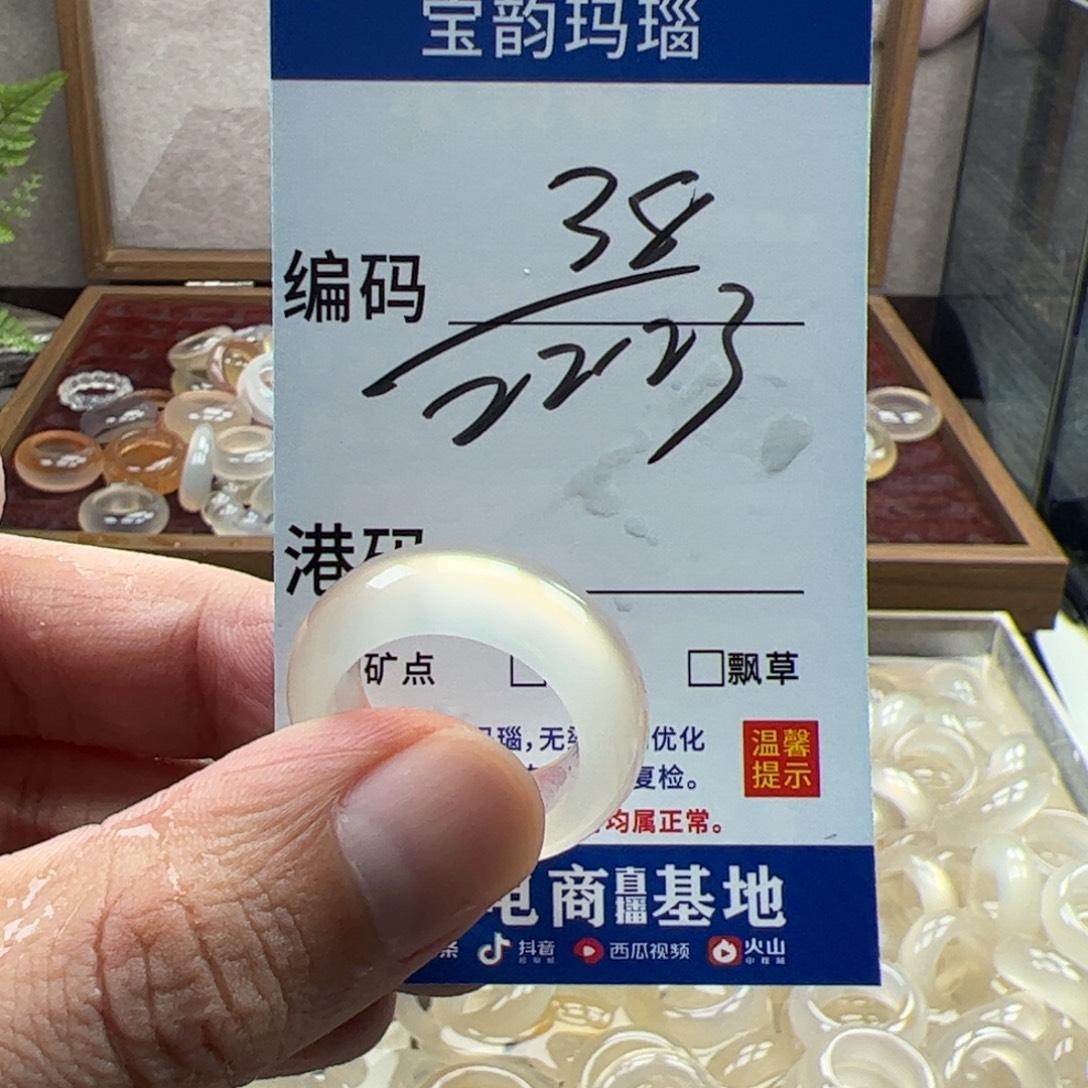 宝韵玛瑙
38
编码
2223
港码
矿点 □ □飘草
瑙,无 优化 温馨
复检。 提示
均属正常。
电商直播基地
抖音 西瓜视频 火山